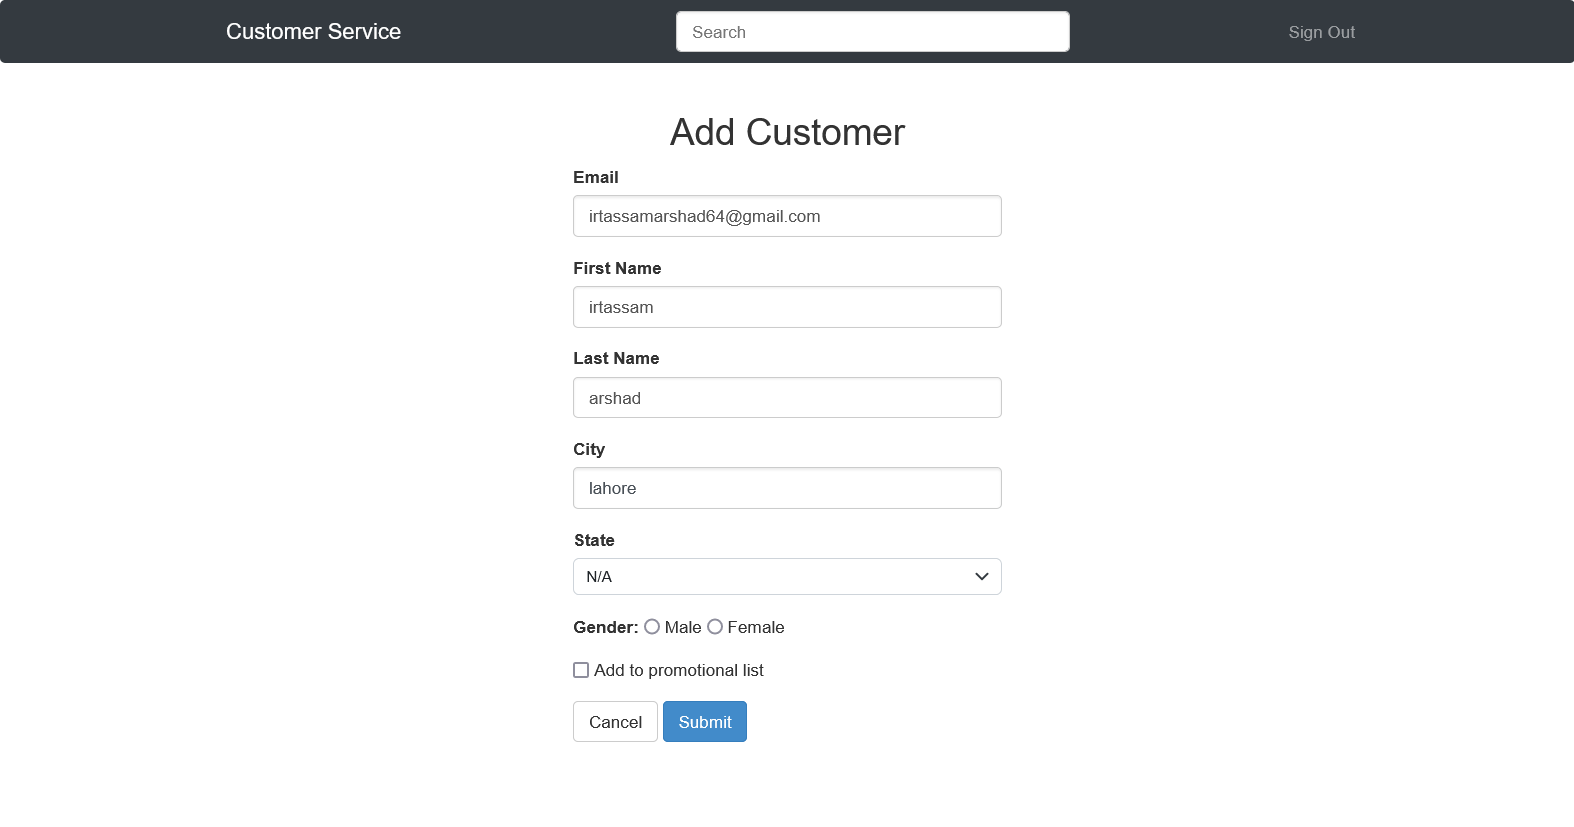 Customer Service
Search
Sign Out
Add Customer
Email
irtassamarshad64@gmail.com
First Name
irtassam
Last Name
arshad
City
lahore
State
N/A
Gender: Male Female
Add to promotional list
Cancel Submit